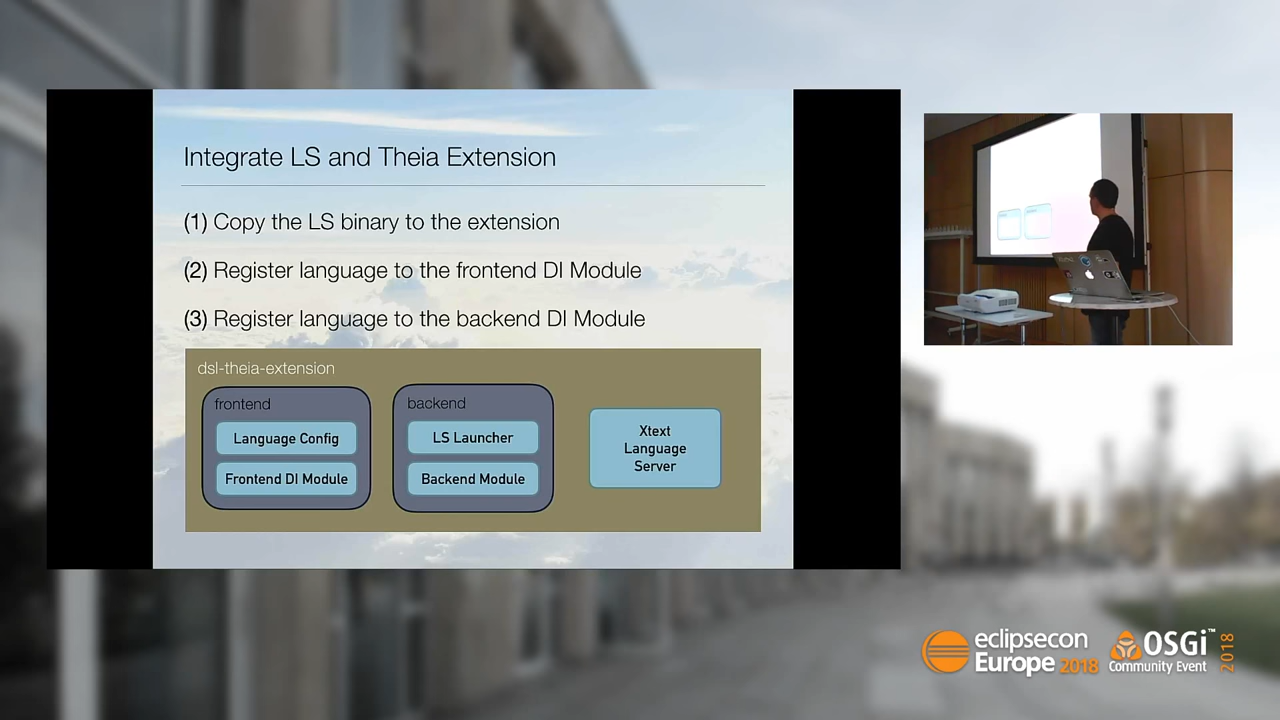 Integrate LS and Theia Extension
(1) Copy the LS binary to the extension
(2) Register language to the frontend DI Module
(3) Register language to the backend DI Module
dsl-theia-extension
frontend
Language Config
Frontend DI Module
backend
LS Launcher
Backend Module
Xtext
Language
Server
eclipsecon
Europe 2018
OSGi™
Community Event
2018